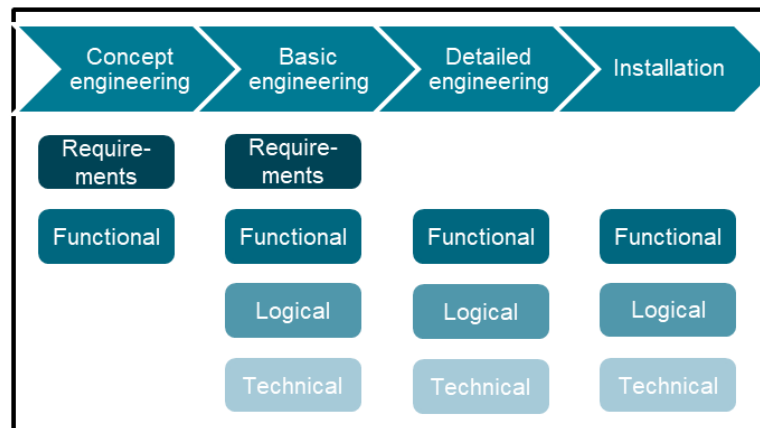 Concept
engineering
Basic
engineering
Detailed
engineering
Installation
Require-
ments
Require-
ments
Functional
Functional
Functional
Functional
Logical
Logical
Logical
Technical
Technical
Technical